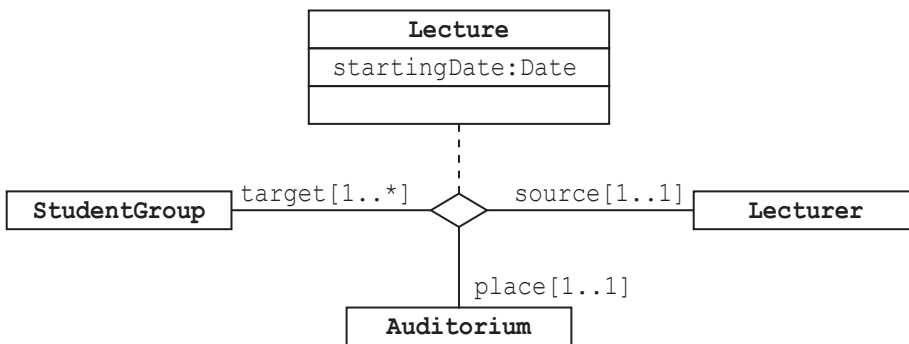 Lecture
startingDate:Date
target[1..*]
source[1..1]
StudentGroup
Lecturer
place[1..1]
Auditorium